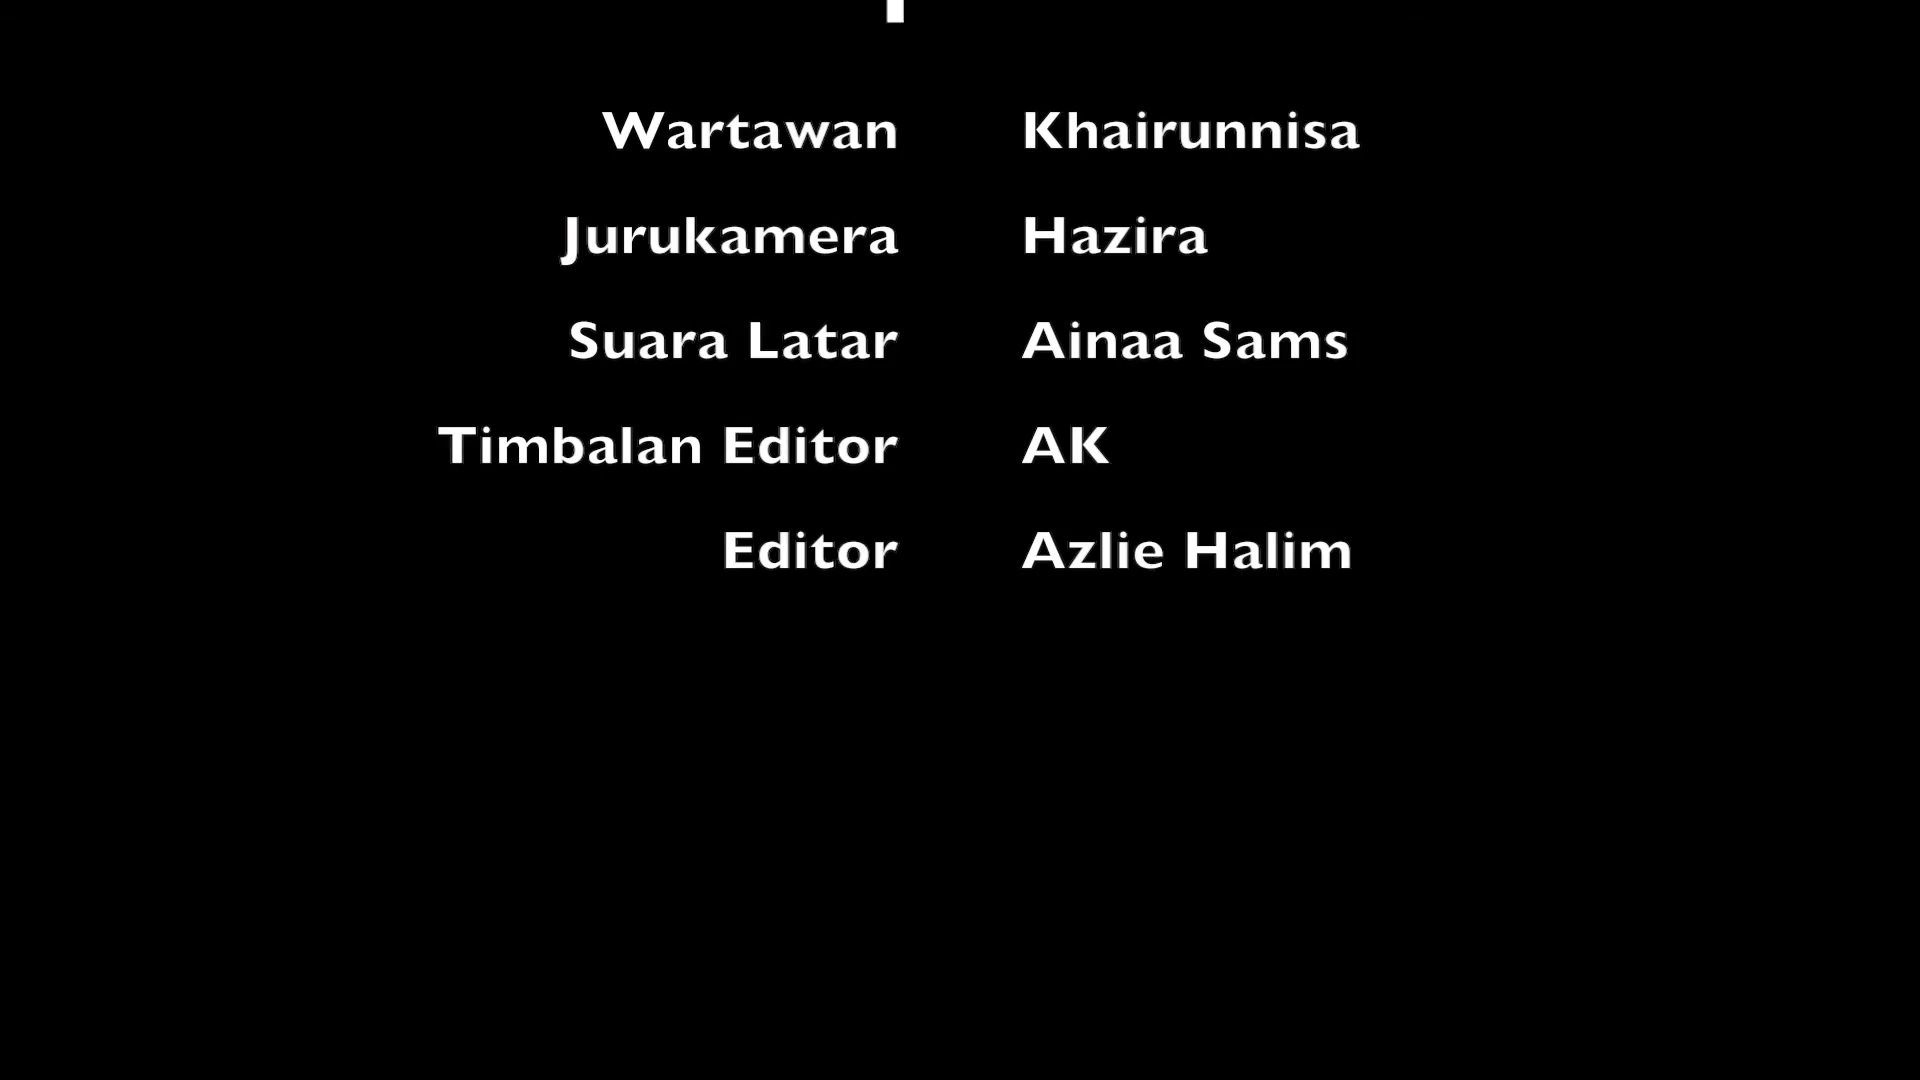 Wartawan Khairunnisa
Jurukamera Hazira
Suara Latar Ainaa Sams
Timbalan Editor AK
Editor Azlie Halim